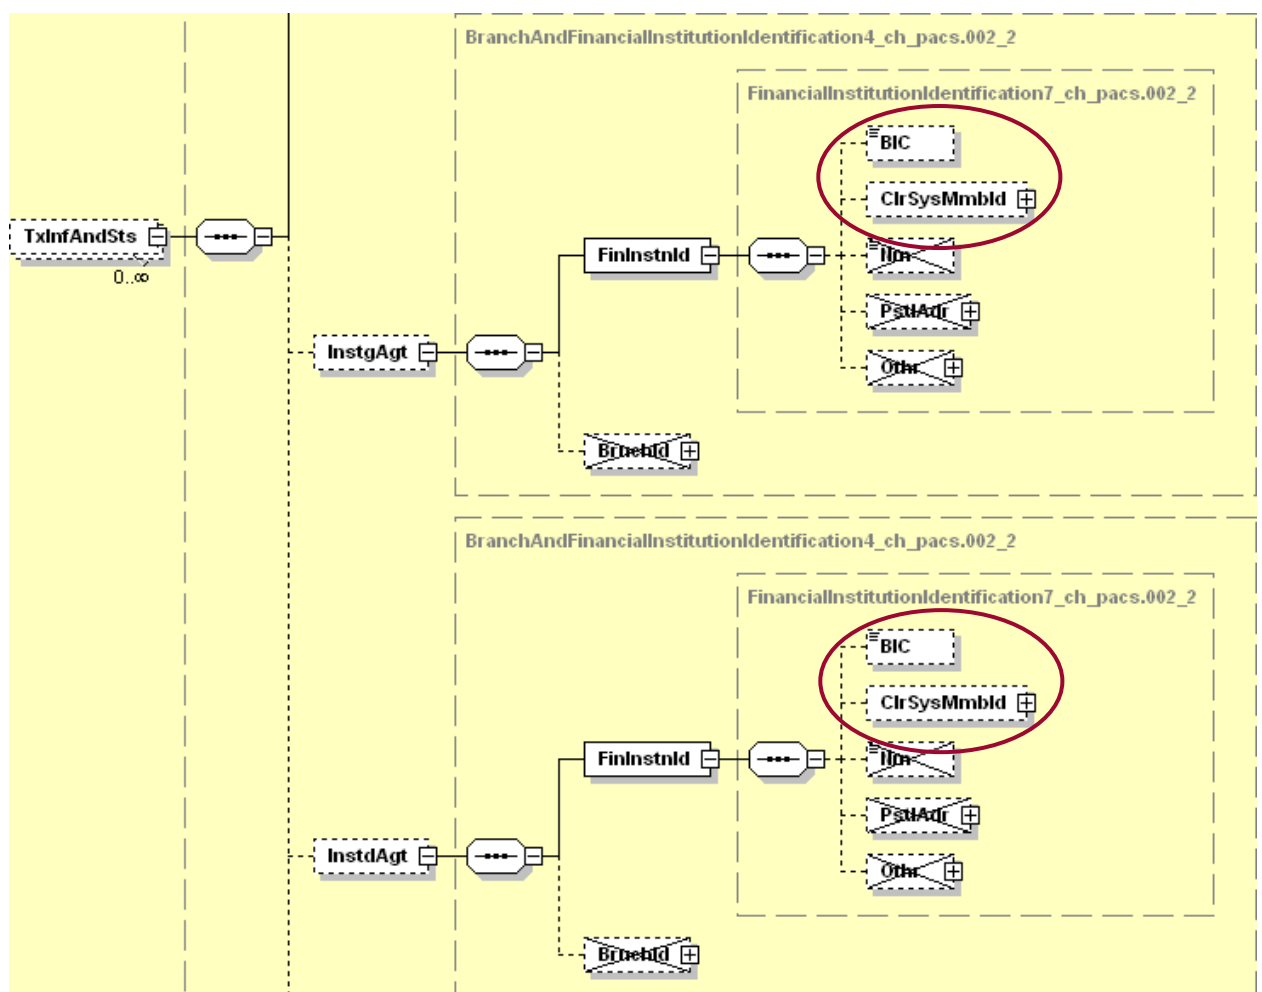 BranchAndFinancialInstitutionIdentification4_ch_pacs.002_2
FinancialInstitutionIdentification7_ch_pacs.002_2
BIC
ClrSysMmbId
TxInfAndSts
0..∞
FinInstnId
Nm
PstlAdr
InstgAgt
Othr
BrnchId
BranchAndFinancialInstitutionIdentification4_ch_pacs.002_2
FinancialInstitutionIdentification7_ch_pacs.002_2
BIC
ClrSysMmbId
FinInstnId
Nm
PstlAdr
InstdAgt
Othr
BrnchId